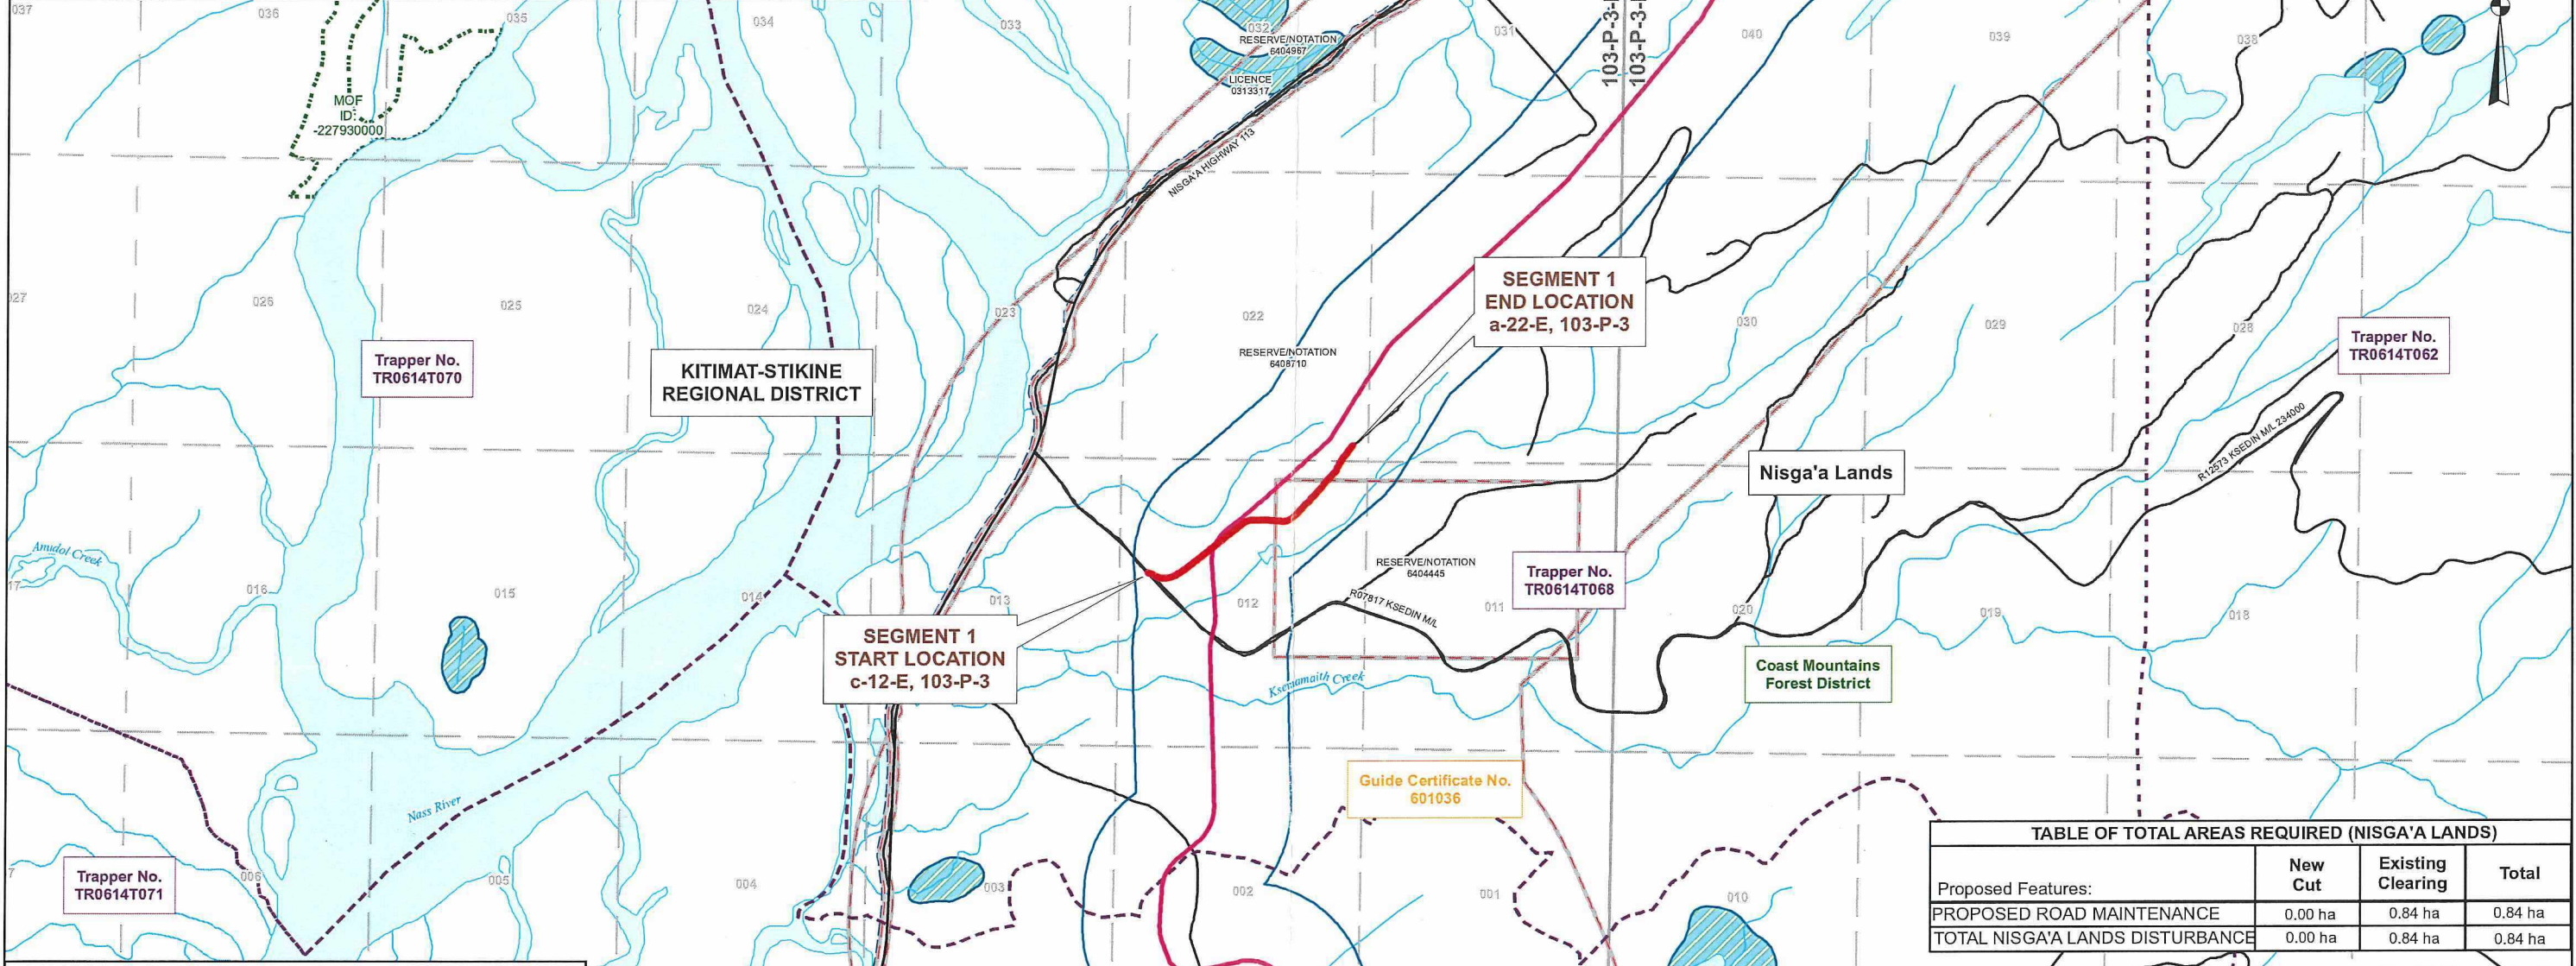 037
036
035
034
033
032
RESERVE/NOTATION
6404967
LICENCE
0313317
031
103-P-3-
103-P-3-
040
039
038
MOF
ID:
-227930000
NISGA'A HIGHWAY 113
027
026
025
024
023
022
RESERVE/NOTATION
6408710
SEGMENT 1
END LOCATION
a-22-E, 103-P-3
030
029
028
Trapper No.
TR0614T062
Trapper No.
TR0614T070
KITIMAT-STIKINE
REGIONAL DISTRICT
R12573 KSEDIN M/L 234000
Nisga'a Lands
Amidol Creek
17
016
015
014
013
012
RESERVE/NOTATION
6404445
R07817 KSEDIN M/L
011
Trapper No.
TR0614T068
020
019
018
SEGMENT 1
START LOCATION
c-12-E, 103-P-3
Ksemamaith Creek
Coast Mountains
Forest District
Guide Certificate No.
601036
Nass River
7
Trapper No.
TR0614T071
006
005
004
003
002
001
010
TABLE OF TOTAL AREAS REQUIRED (NISGA'A LANDS)
Proposed Features: New Cut Existing Clearing Total
PROPOSED ROAD MAINTENANCE 0.00 ha 0.84 ha 0.84 ha
TOTAL NISGA'A LANDS DISTURBANCE 0.00 ha 0.84 ha 0.84 ha